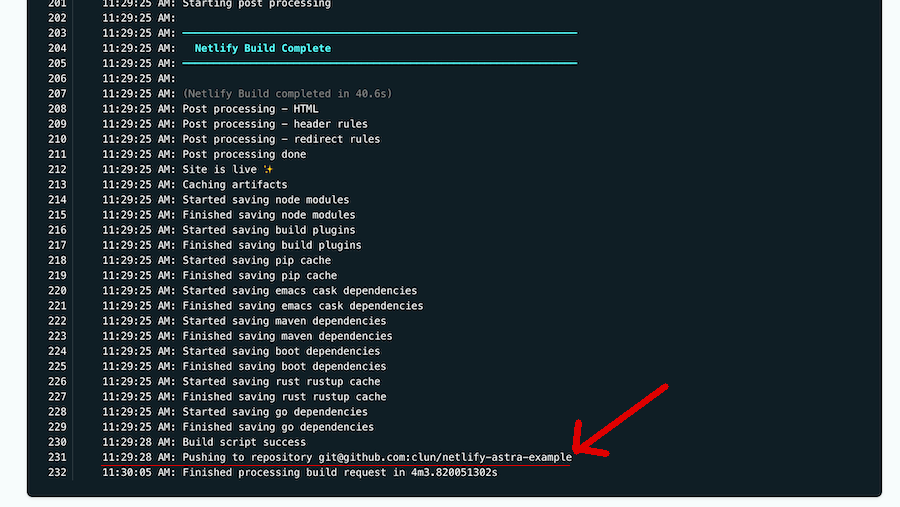 201 11:29:25 AM: Starting post processing
202 11:29:25 AM:
203 11:29:25 AM:
204 11:29:25 AM: Netlify Build Complete
205 11:29:25 AM:
206 11:29:25 AM:
207 11:29:25 AM: (Netlify Build completed in 40.6s)
208 11:29:25 AM: Post processing - HTML
209 11:29:25 AM: Post processing - header rules
210 11:29:25 AM: Post processing - redirect rules
211 11:29:25 AM: Post processing done
212 11:29:25 AM: Site is live ✨
213 11:29:25 AM: Caching artifacts
214 11:29:25 AM: Started saving node modules
215 11:29:25 AM: Finished saving node modules
216 11:29:25 AM: Started saving build plugins
217 11:29:25 AM: Finished saving build plugins
218 11:29:25 AM: Started saving pip cache
219 11:29:25 AM: Finished saving pip cache
220 11:29:25 AM: Started saving emacs cask dependencies
221 11:29:25 AM: Finished saving emacs cask dependencies
222 11:29:25 AM: Started saving maven dependencies
223 11:29:25 AM: Finished saving maven dependencies
224 11:29:25 AM: Started saving boot dependencies
225 11:29:25 AM: Finished saving boot dependencies
226 11:29:25 AM: Started saving rust rustup cache
227 11:29:25 AM: Finished saving rust rustup cache
228 11:29:25 AM: Started saving go dependencies
229 11:29:25 AM: Finished saving go dependencies
230 11:29:28 AM: Build script success
231 11:29:28 AM: Pushing to repository git@github.com:clun/netlify-astra-example
232 11:30:05 AM: Finished processing build request in 4m3.820051302s